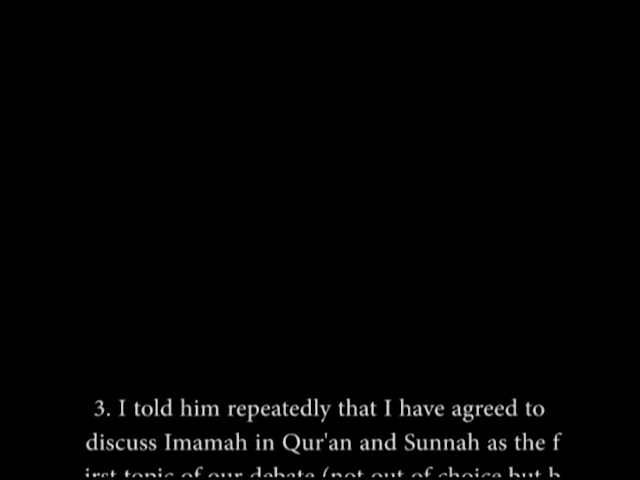 3. I told him repeatedly that I have agreed to
discuss Imamah in Qur'an and Sunnah as the f
irst topic of our debate (not out of choice but b